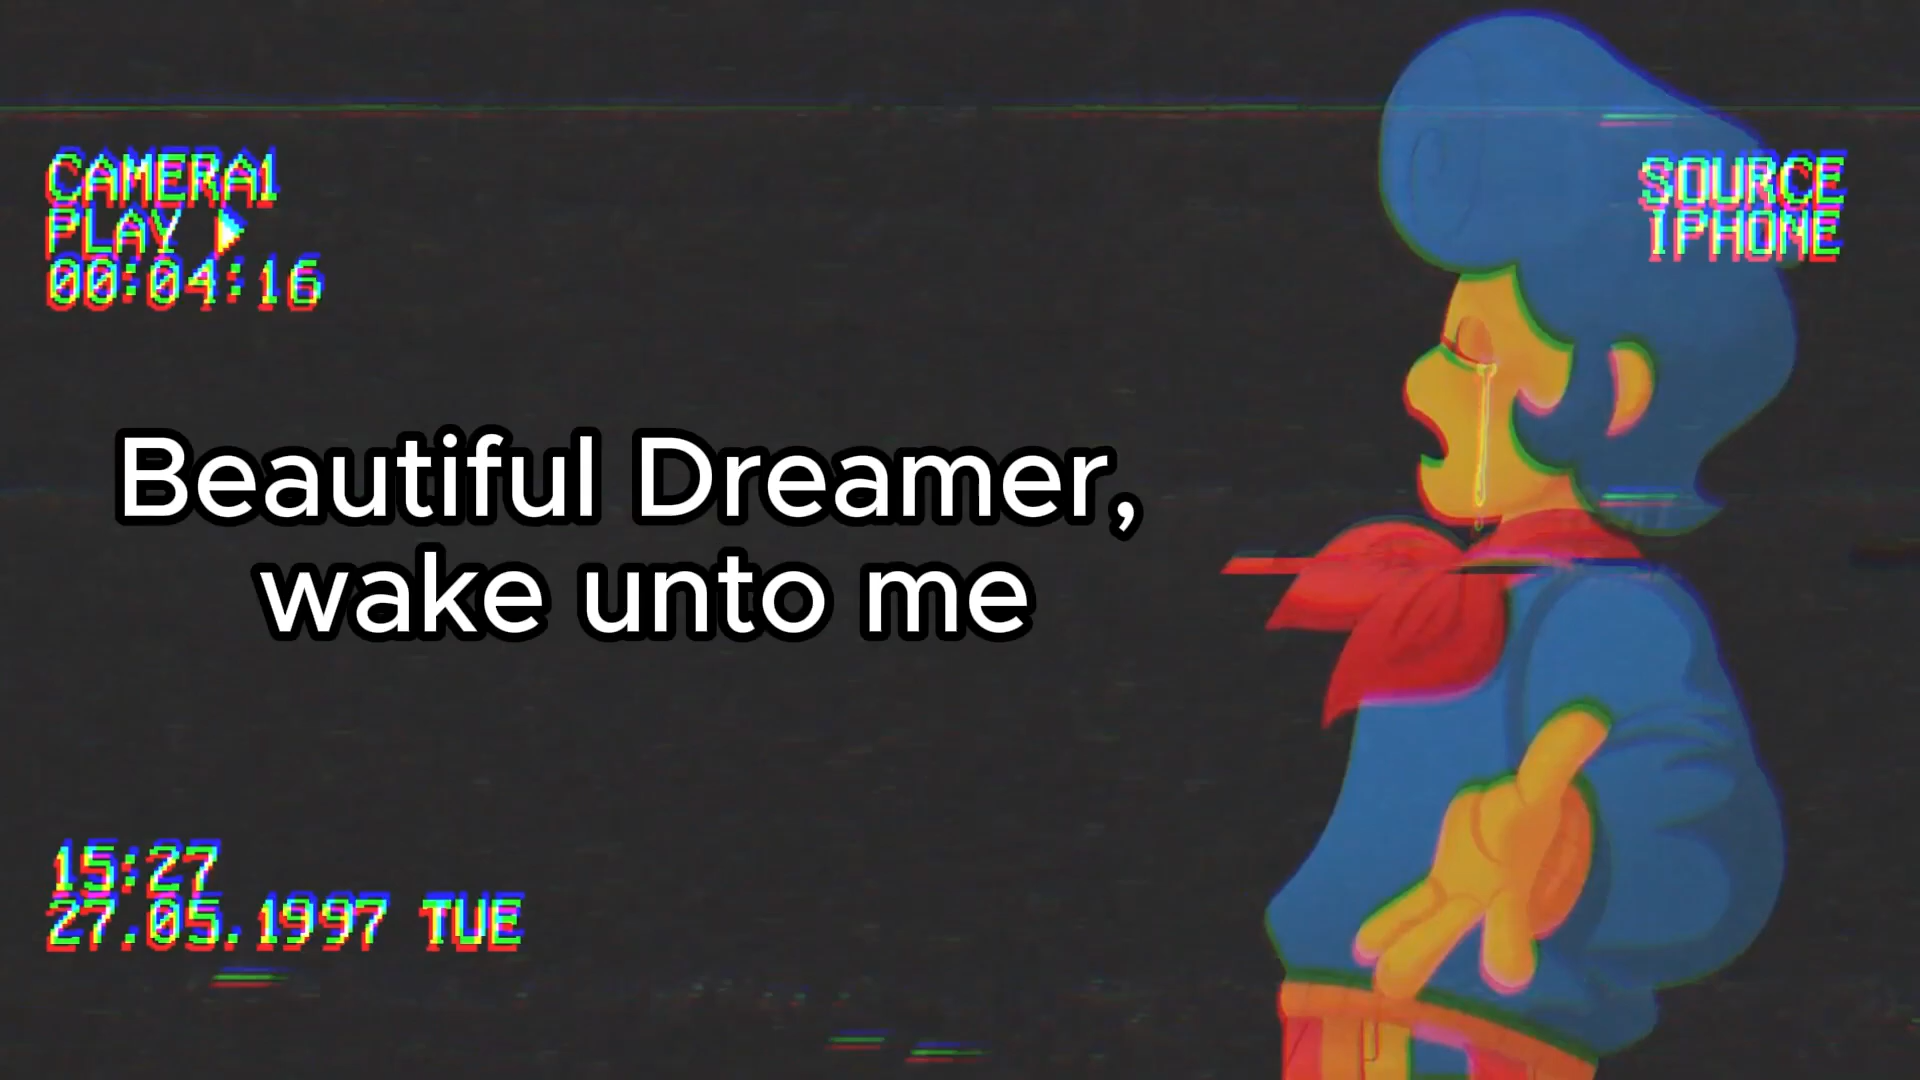 CAMERA1
PLAY
00:04:16
SOURCE
IPHONE
Beautiful Dreamer,
wake unto me
15:27
27.05.1997 TUE